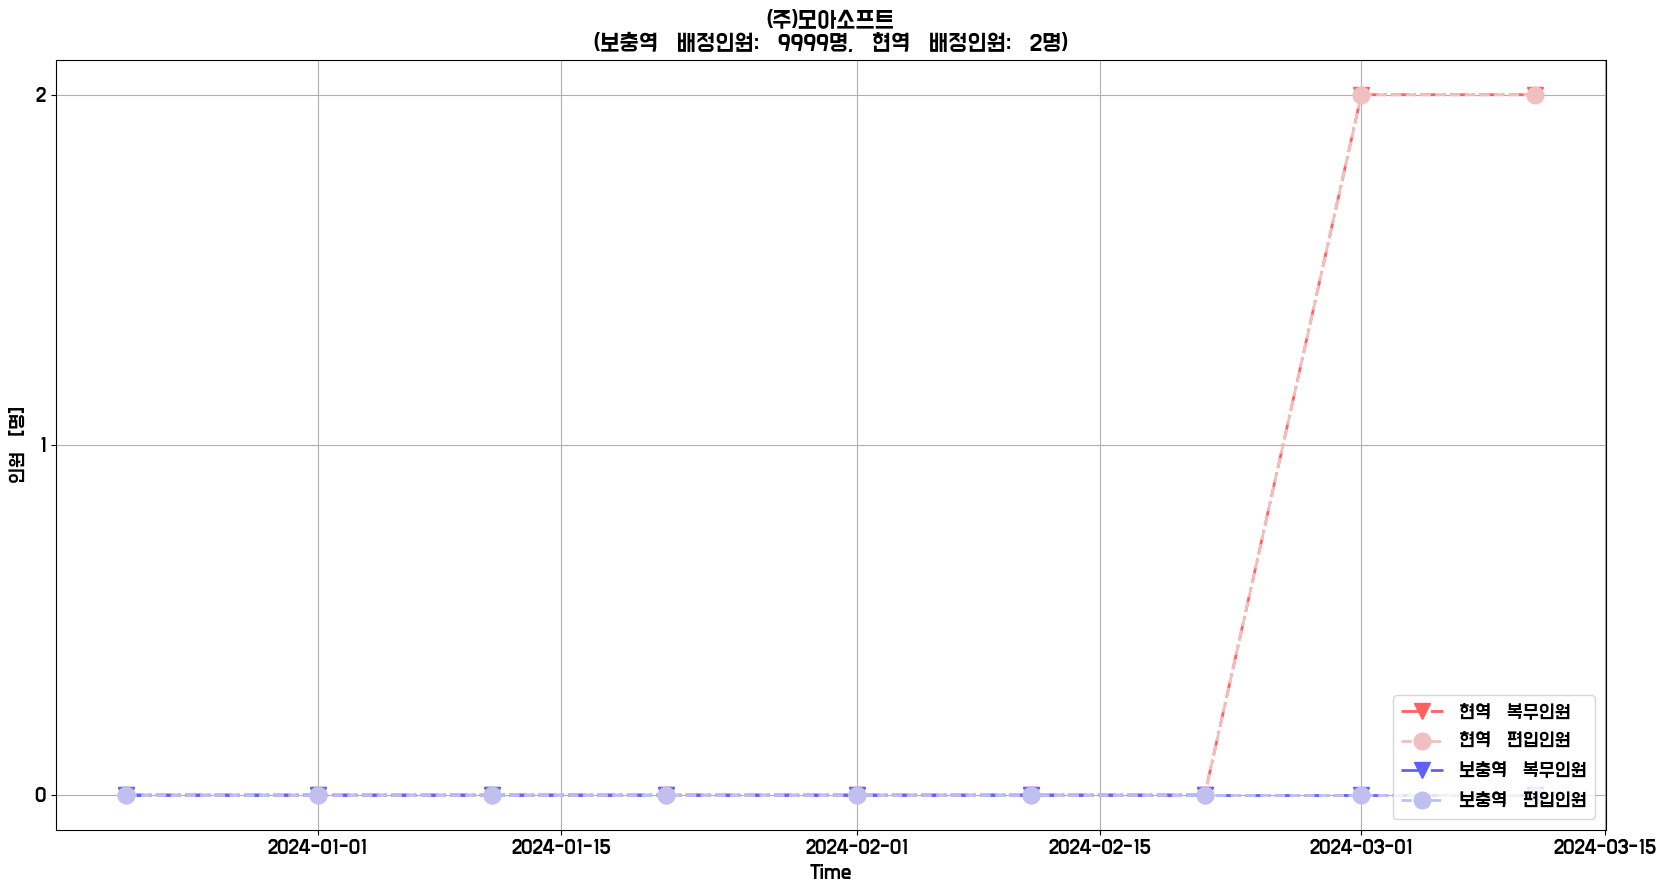 (주)모아소프트
(보충역 배정인원: 9999명, 현역 배정인원: 2명)
2
1
0
인원 [명]
현역 복무인원
현역 편입인원
보충역 복무인원
보충역 편입인원
2024-01-01 2024-01-15 2024-02-01 2024-02-15 2024-03-01 2024-03-15
Time